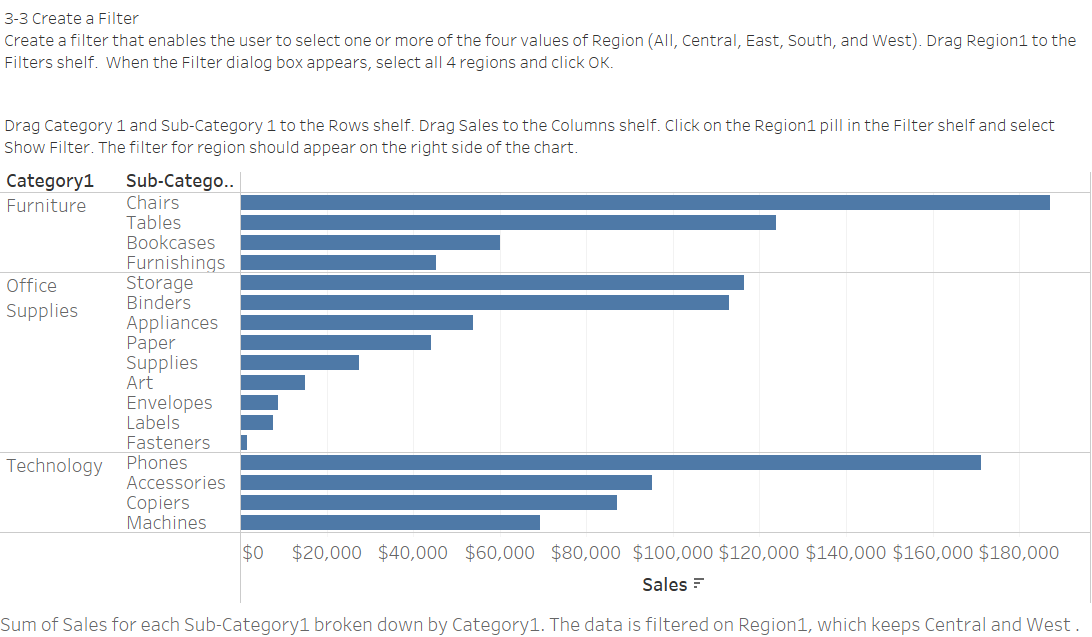 3-3 Create a Filter
Create a filter that enables the user to select one or more of the four values of Region (All, Central, East, South, and West). Drag Region1 to the
Filters shelf.  When the Filter dialog box appears, select all 4 regions and click OK.
Drag Category 1 and Sub-Category 1 to the Rows shelf. Drag Sales to the Columns shelf. Click on the Region1 pill in the Filter shelf and select
Show Filter. The filter for region should appear on the right side of the chart.
Category1 Sub-Catego..
Furniture Chairs
Tables
Bookcases
Furnishings
Office Storage
Supplies Binders
Appliances
Paper
Supplies
Art
Envelopes
Labels
Fasteners
Technology Phones
Accessories
Copiers
Machines
$0 $20,000 $40,000 $60,000 $80,000 $100,000 $120,000 $140,000 $160,000 $180,000
Sales
Sum of Sales for each Sub-Category1 broken down by Category1. The data is filtered on Region1, which keeps Central and West .